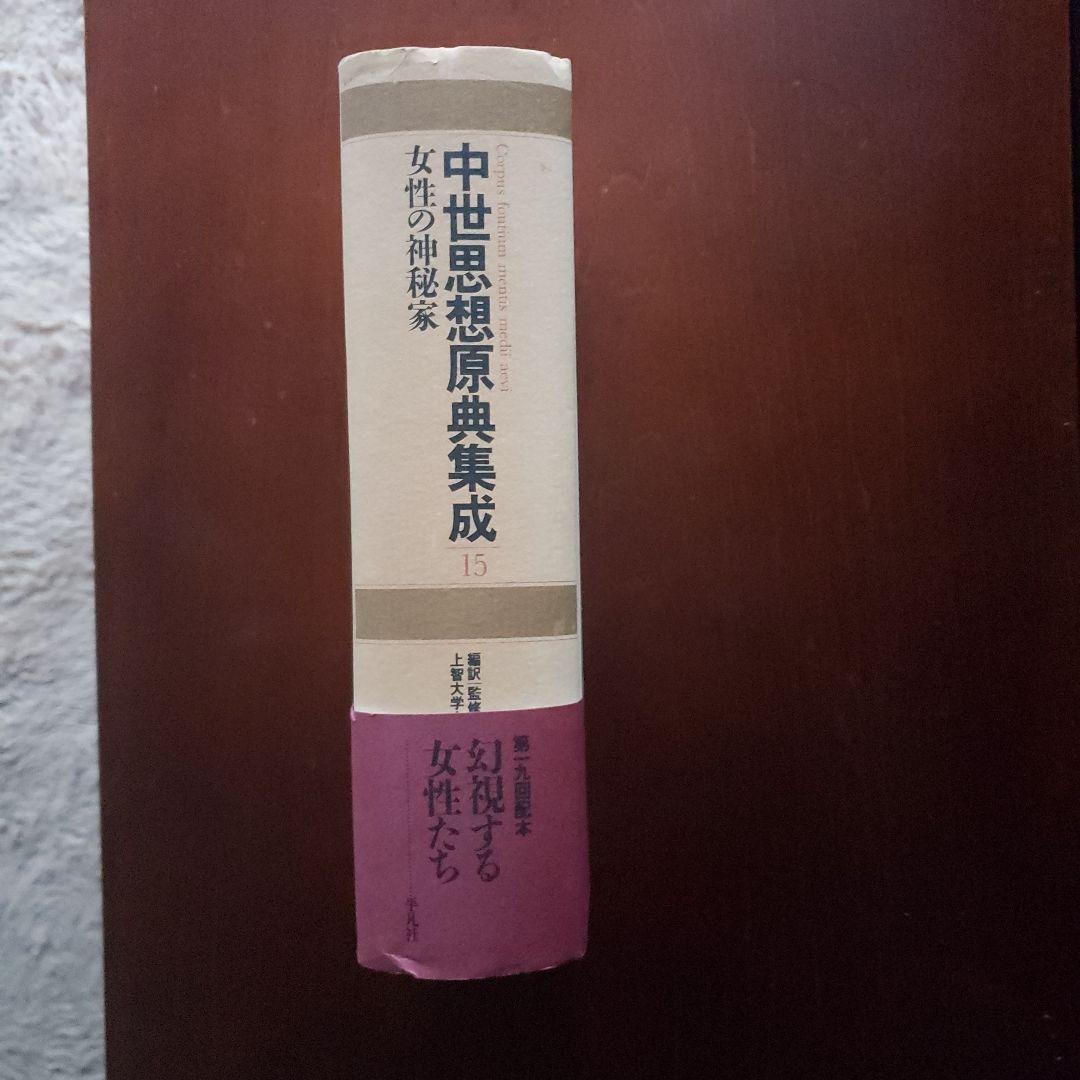 Corpus fontium mentis medii aevi
中世思想原典集成
15
女性の神秘家
編訳/監修
上智大学
第一九回配本
幻視する
女性たち
平凡社